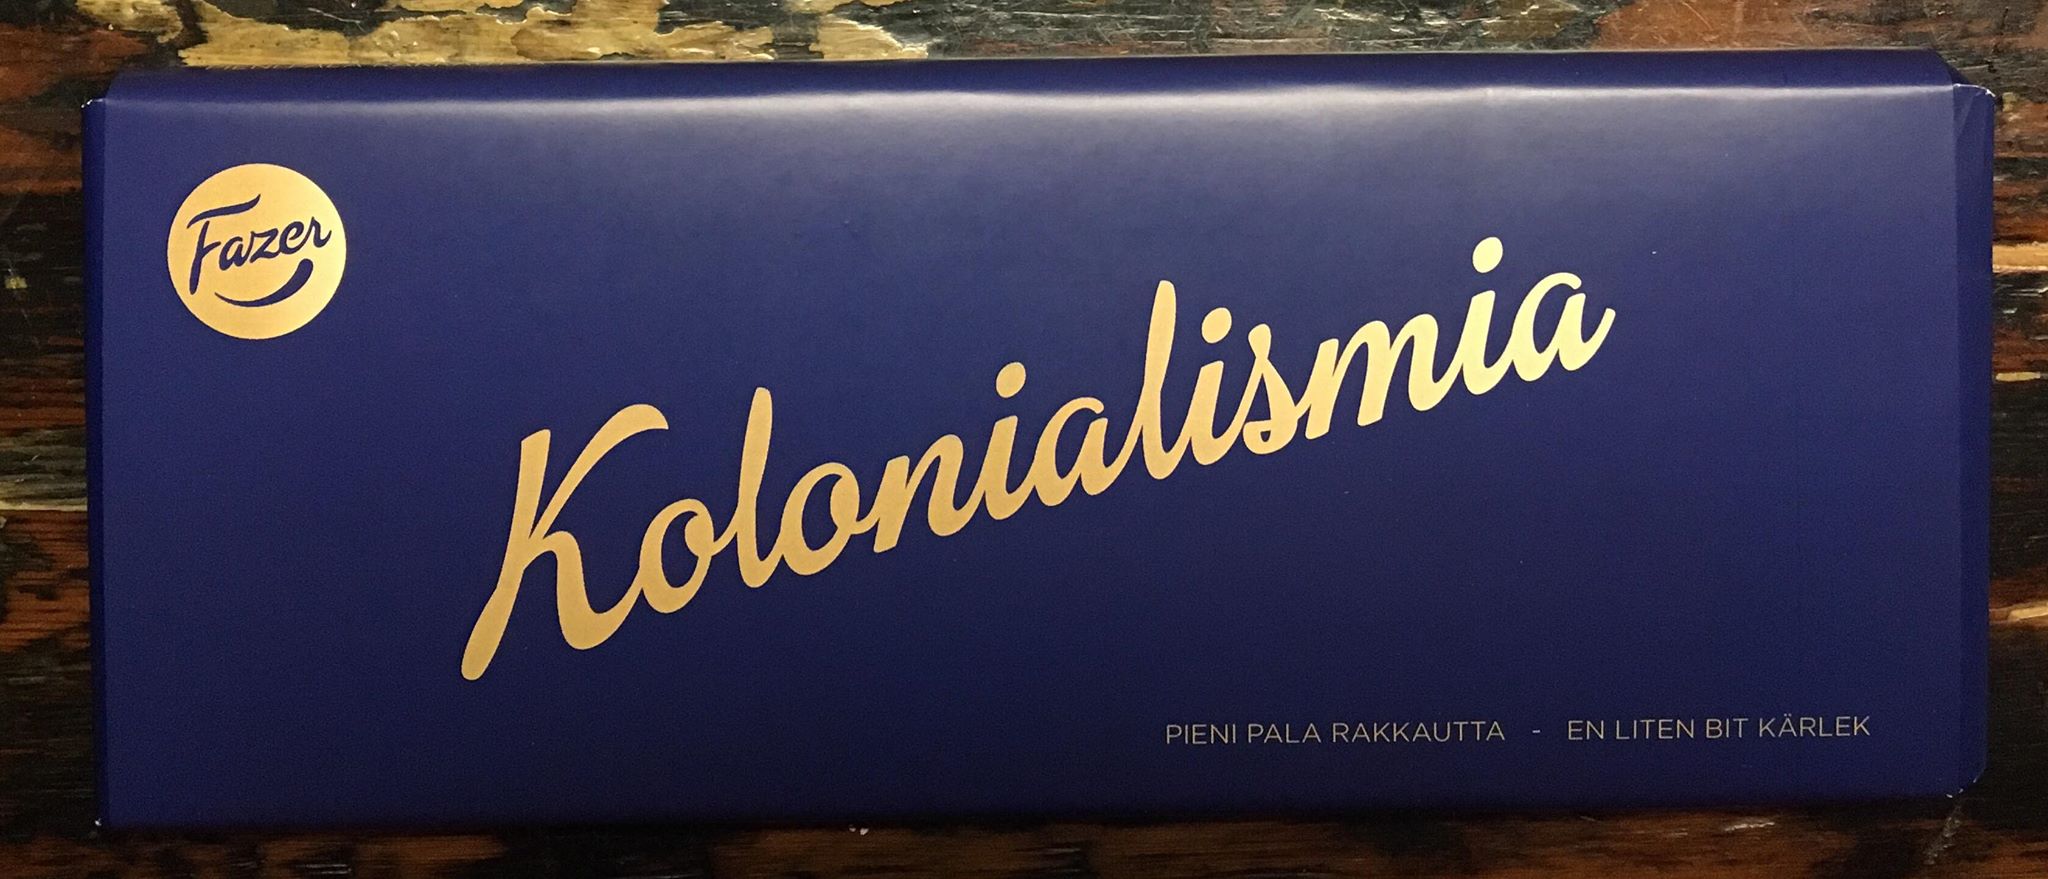 Fazer
Kolonialismia
PIENI PALA RAKKAUTTA - EN LITEN BIT KÄRLEK